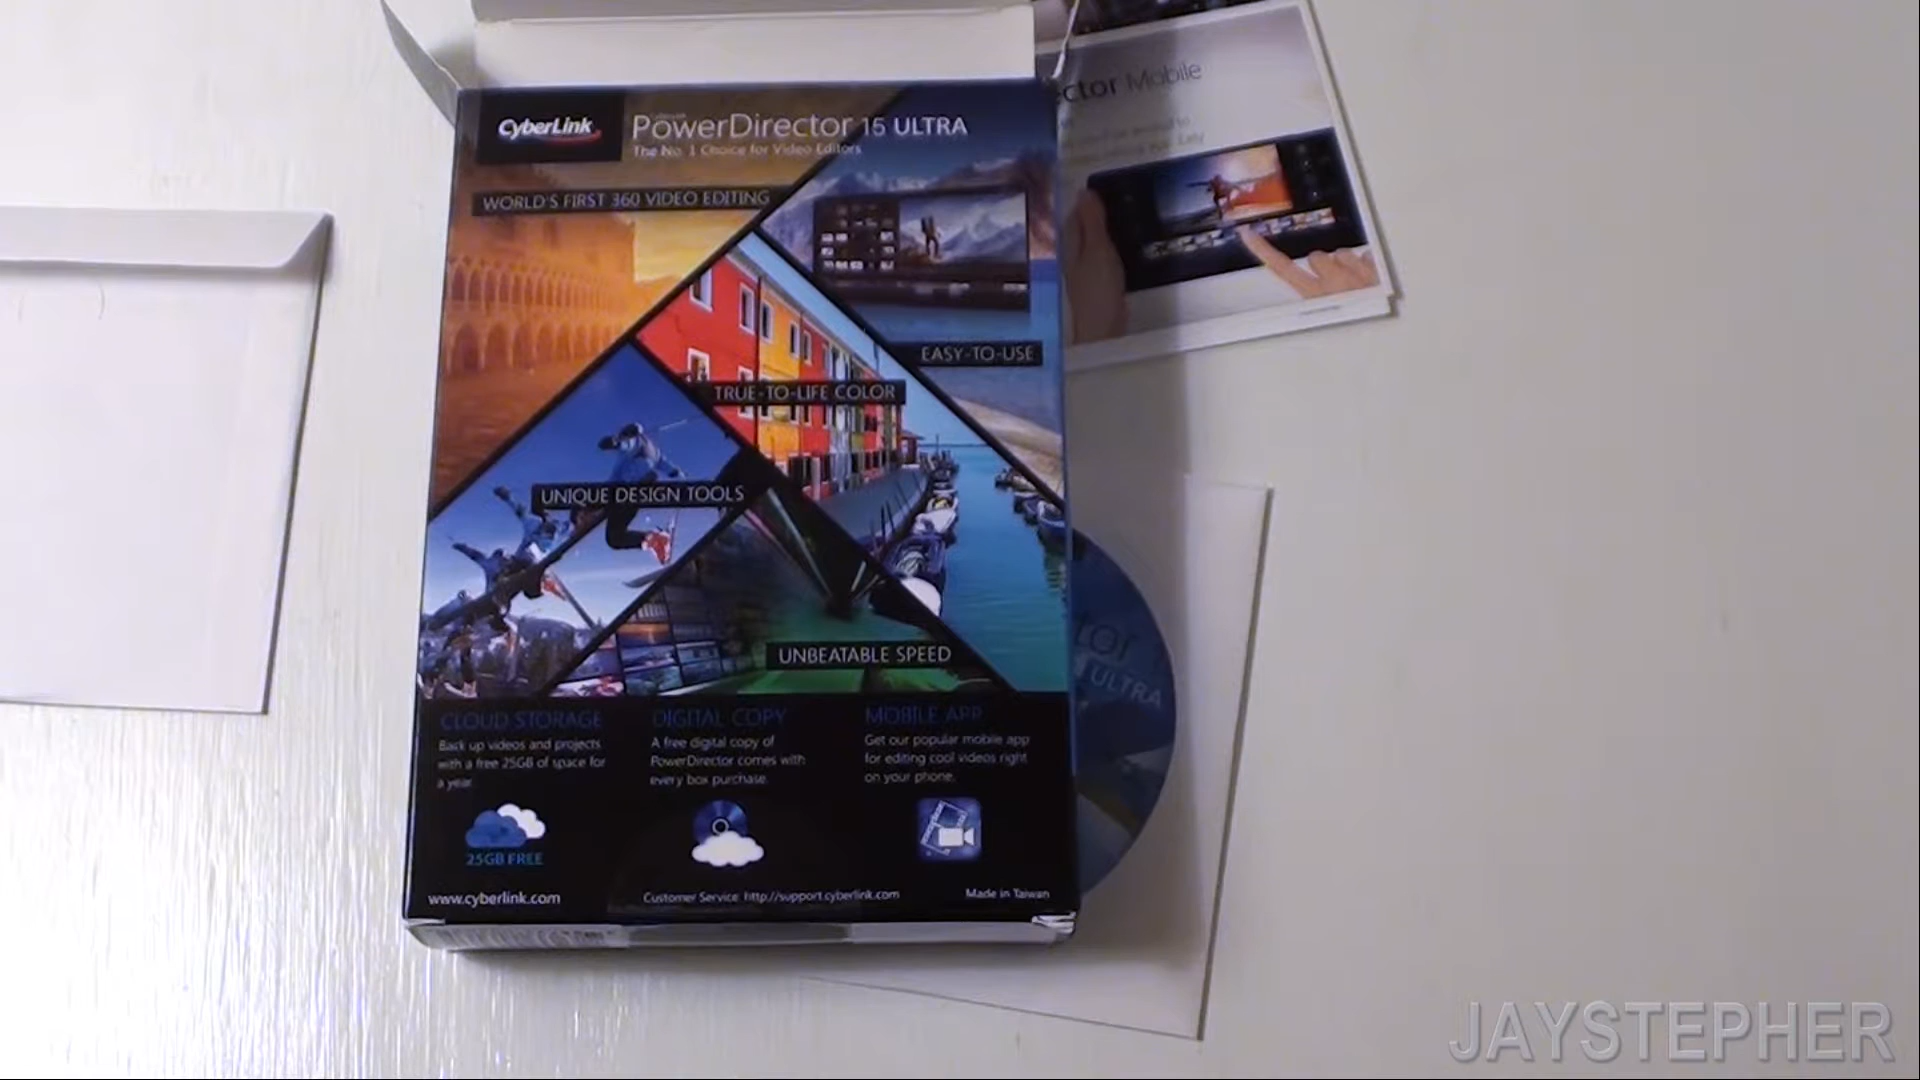 CyberLink
PowerDirector 15 ULTRA
The No. 1 Choice for Video Editors
WORLD'S FIRST 360 VIDEO EDITING
EASY-TO-USE
TRUE-TO-LIFE COLOR
UNIQUE DESIGN TOOLS
UNBEATABLE SPEED
CLOUD STORAGE
Back up videos and projects
with a free 25GB of space for
a year.
25GB FREE
DIGITAL COPY
A free digital copy of
PowerDirector comes with
every box purchase.
MOBILE APP
Get our popular mobile app
for editing cool videos right
on your phone.
www.cyberlink.com
Customer Service: http://support.cyberlink.com
Made in Taiwan
ector Mobile
tor
ULTRA
JAYSTEPHER